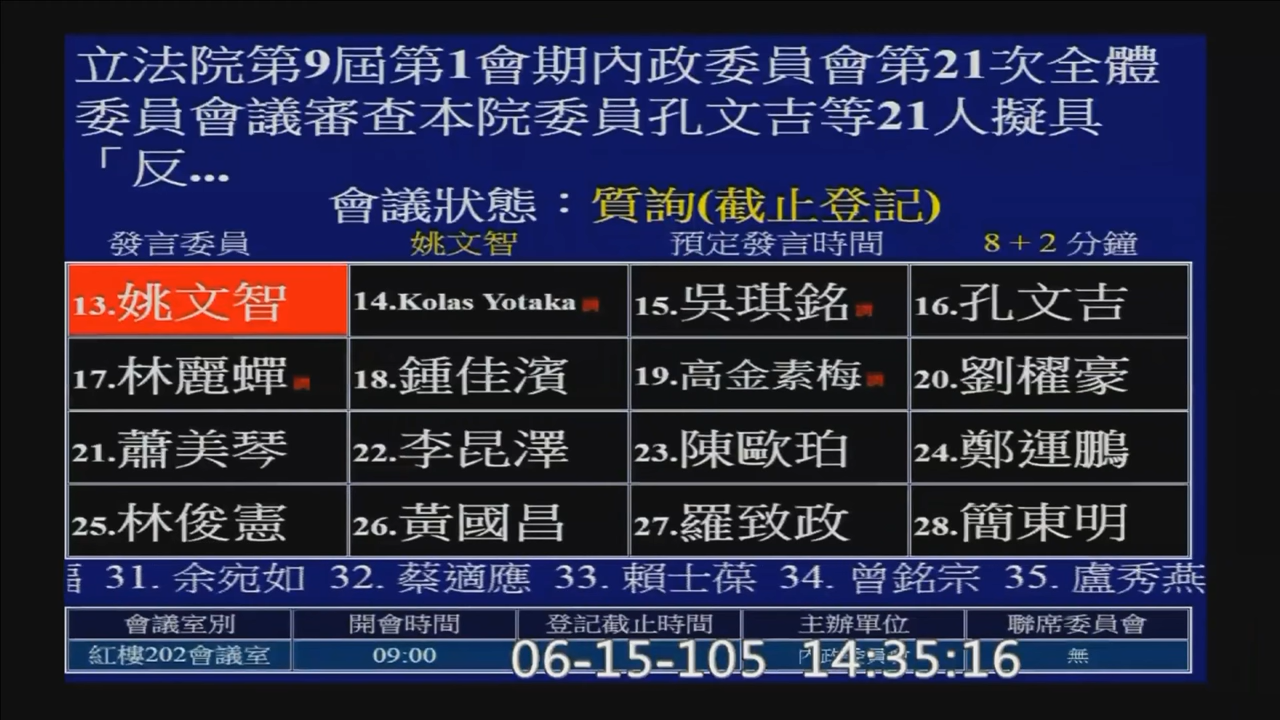 立法院第9屆第1會期內政委員會第21次全體
委員會議審查本院委員孔文吉等21人擬具
「反...
會議狀態：質詢(截止登記)
發言委員 姚文智 預定發言時間 8 + 2 分鐘
13.姚文智 14.Kolas Yotaka 15.吳琪銘 16.孔文吉
17.林麗蟬 18.鍾佳濱 19.高金素梅 20.劉櫂豪
21.蕭美琴 22.李昆澤 23.陳歐珀 24.鄭運鵬
25.林俊憲 26.黃國昌 27.羅致政 28.簡東明
31. 余宛如 32. 蔡適應 33. 賴士葆 34. 曾銘宗 35. 盧秀燕
會議室別 開會時間 登記截止時間 主辦單位 聯席委員會
紅樓202會議室 09:00 無
06-15-105 14:35:16